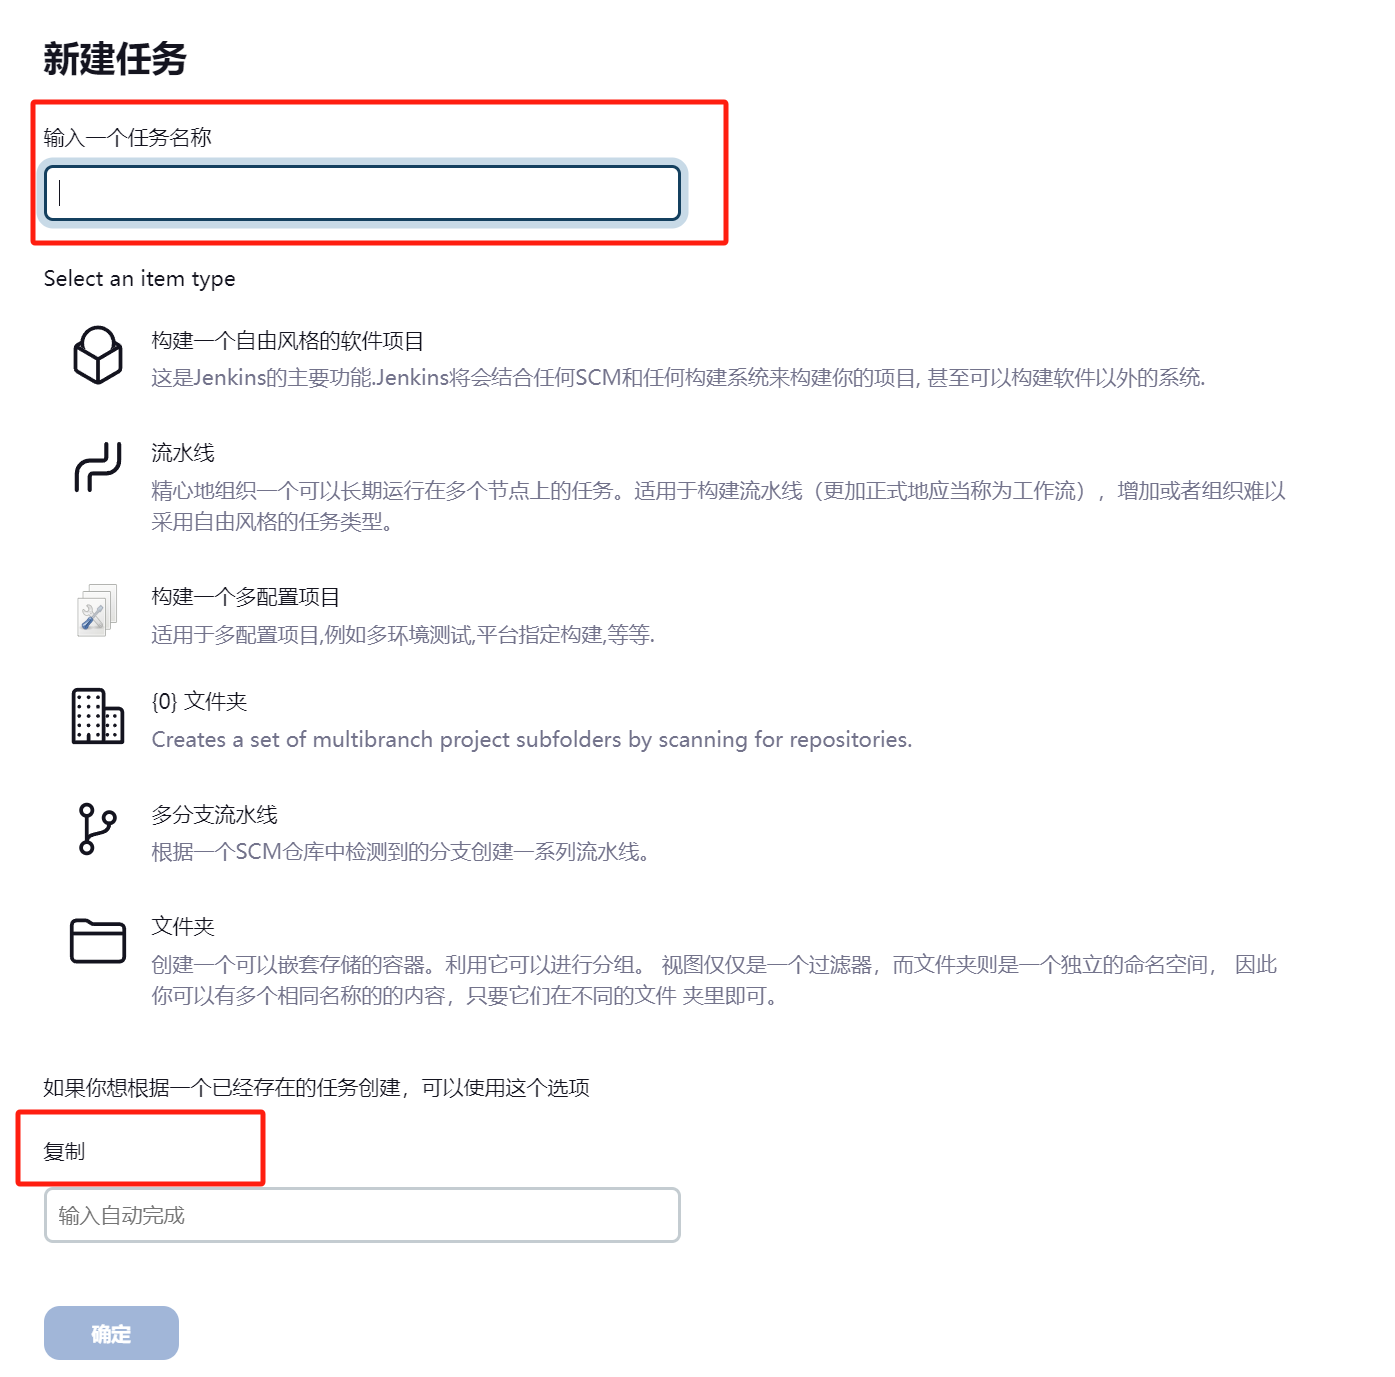 新建任务
输入一个任务名称
Select an item type
构建一个自由风格的软件项目
这是Jenkins的主要功能.Jenkins将会结合任何SCM和任何构建系统来构建你的项目, 甚至可以构建软件以外的系统.
流水线
精心地组织一个可以长期运行在多个节点上的任务。适用于构建流水线（更加正式地应当称为工作流），增加或者组织难以
采用自由风格的任务类型。
构建一个多配置项目
适用于多配置项目,例如多环境测试,平台指定构建,等等.
{0} 文件夹
Creates a set of multibranch project subfolders by scanning for repositories.
多分支流水线
根据一个SCM仓库中检测到的分支创建一系列流水线。
文件夹
创建一个可以嵌套存储的容器。利用它可以进行分组。 视图仅仅是一个过滤器，而文件夹则是一个独立的命名空间， 因此
你可以有多个相同名称的的内容，只要它们在不同的文件 夹里即可。
如果你想根据一个已经存在的任务创建，可以使用这个选项
复制
输入自动完成
确定